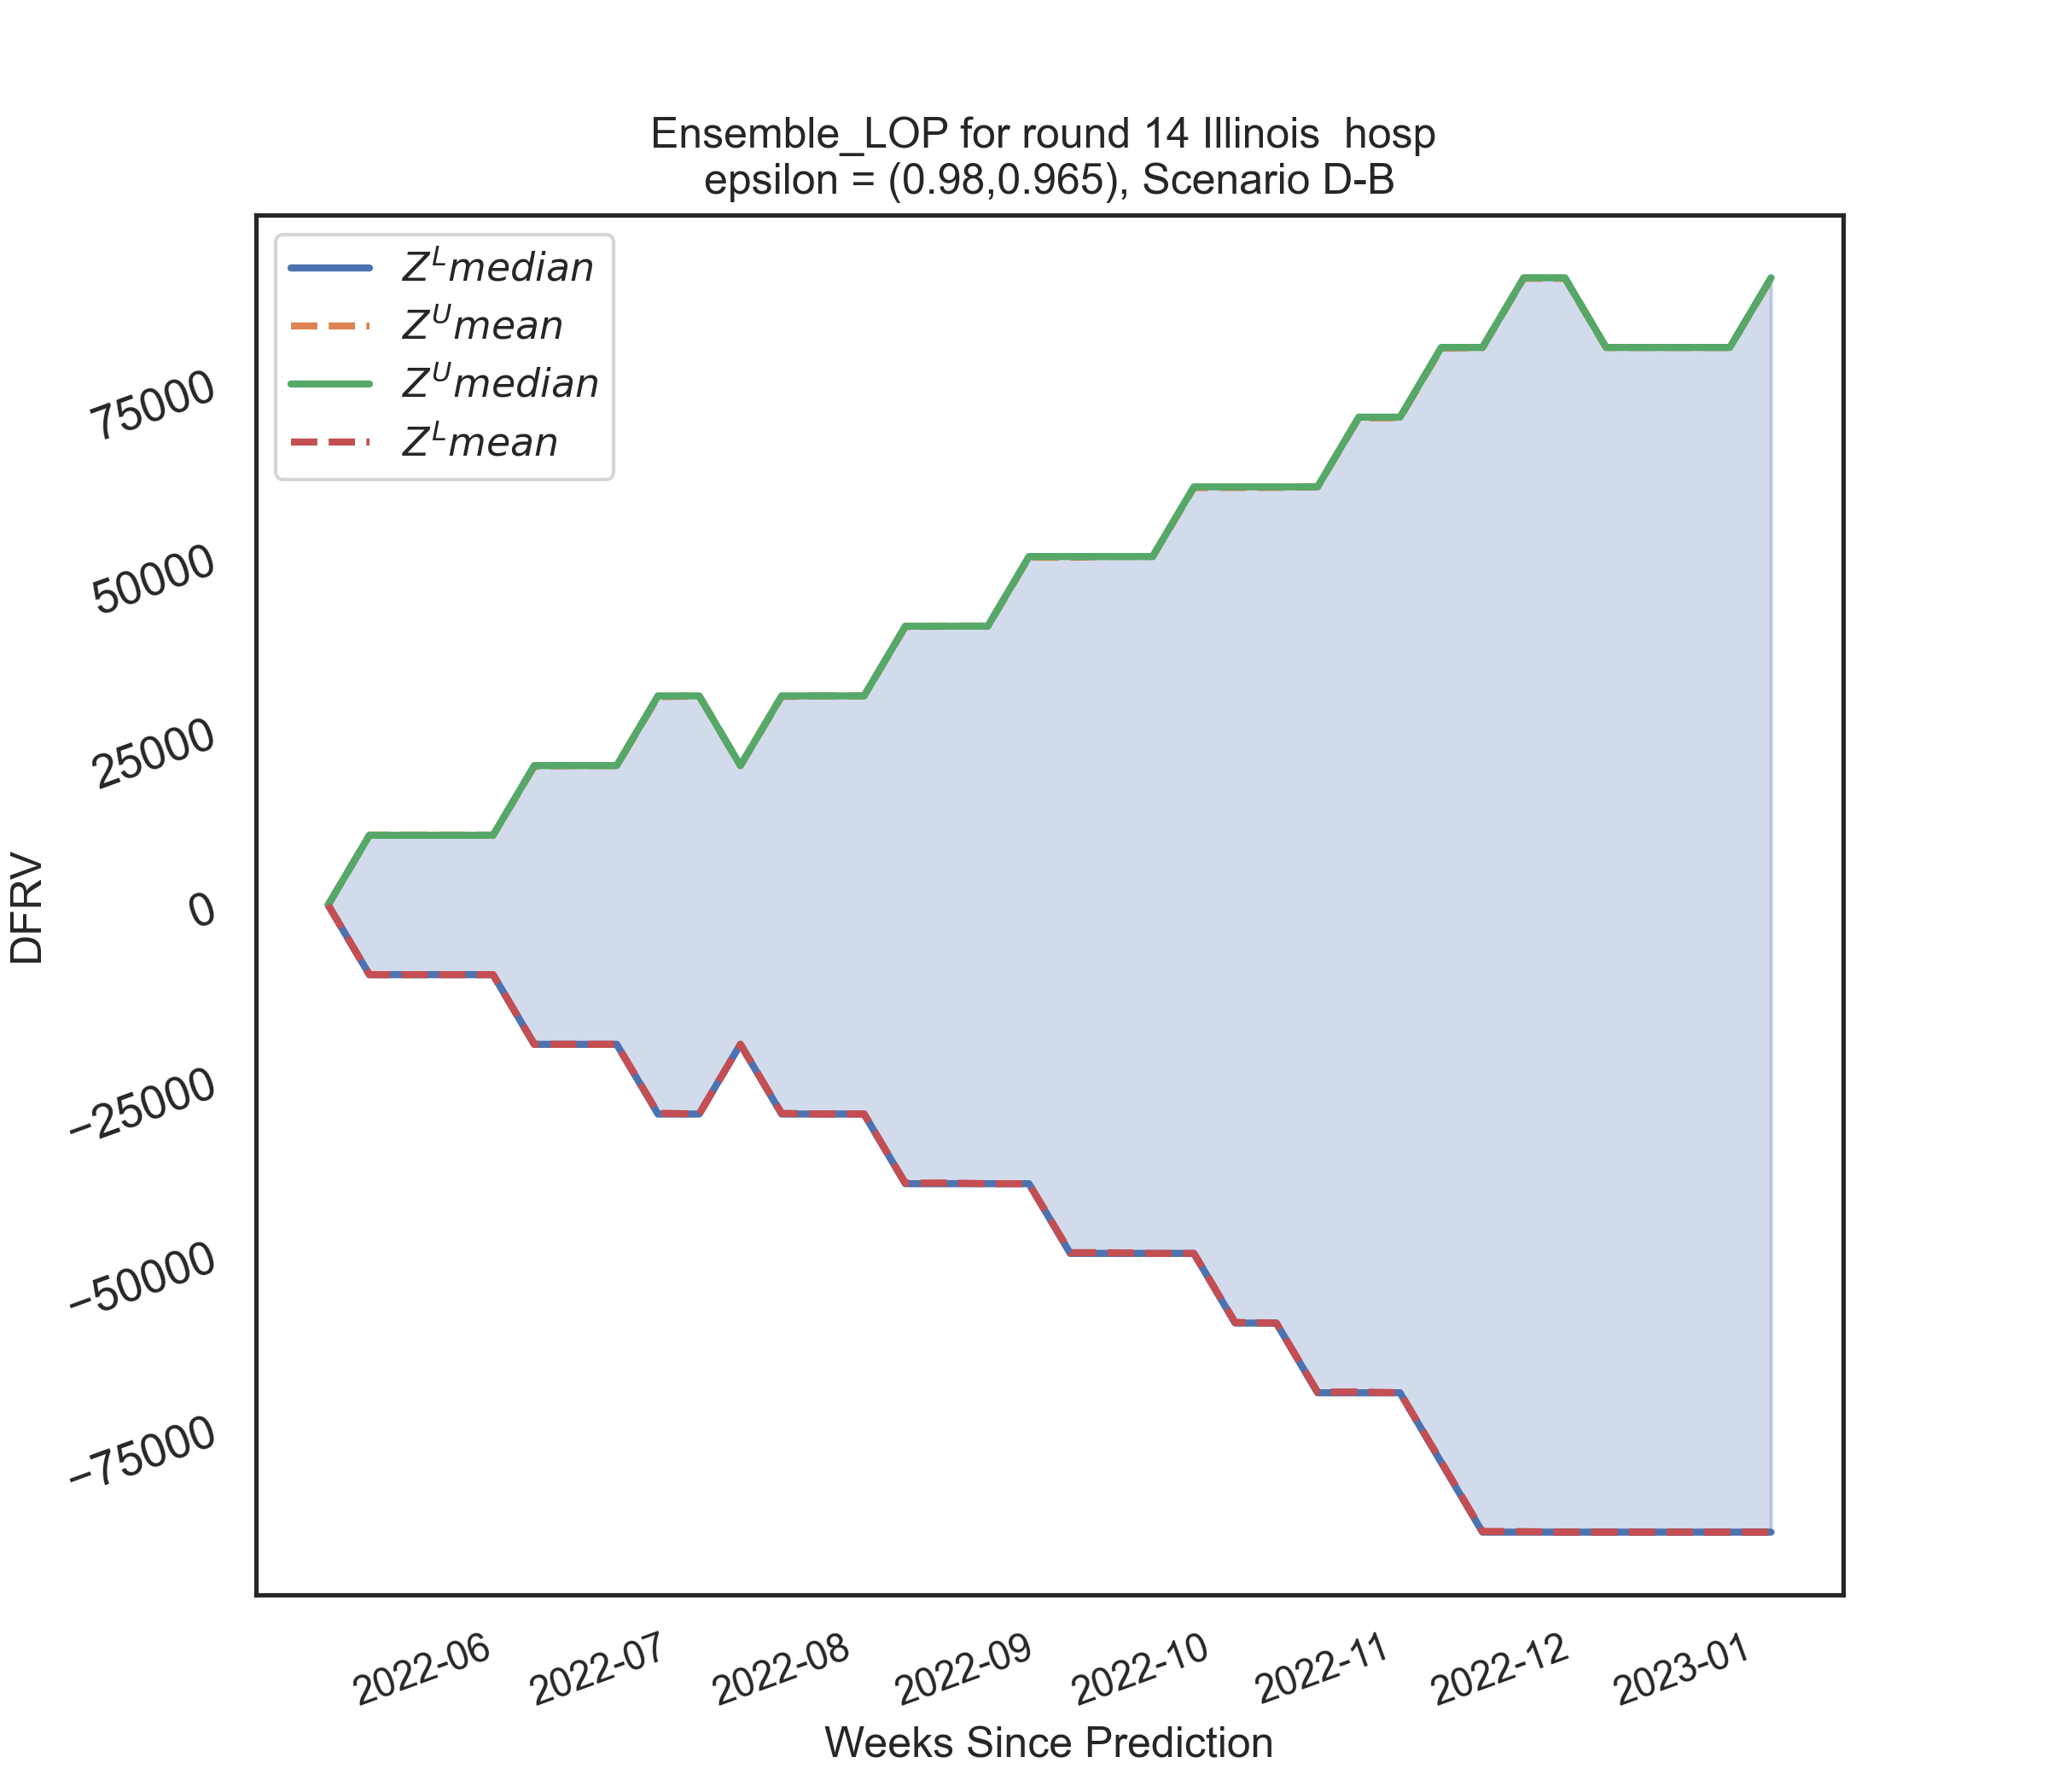 Ensemble_LOP for round 14 Illinois  hosp
epsilon = (0.98,0.965), Scenario D-B
Z^L median
Z^U mean
Z^U median
Z^L mean
75000
50000
25000
0
−25000
−50000
−75000
DFRV
2022-06
2022-07
2022-08
2022-09
2022-10
2022-11
2022-12
2023-01
Weeks Since Prediction